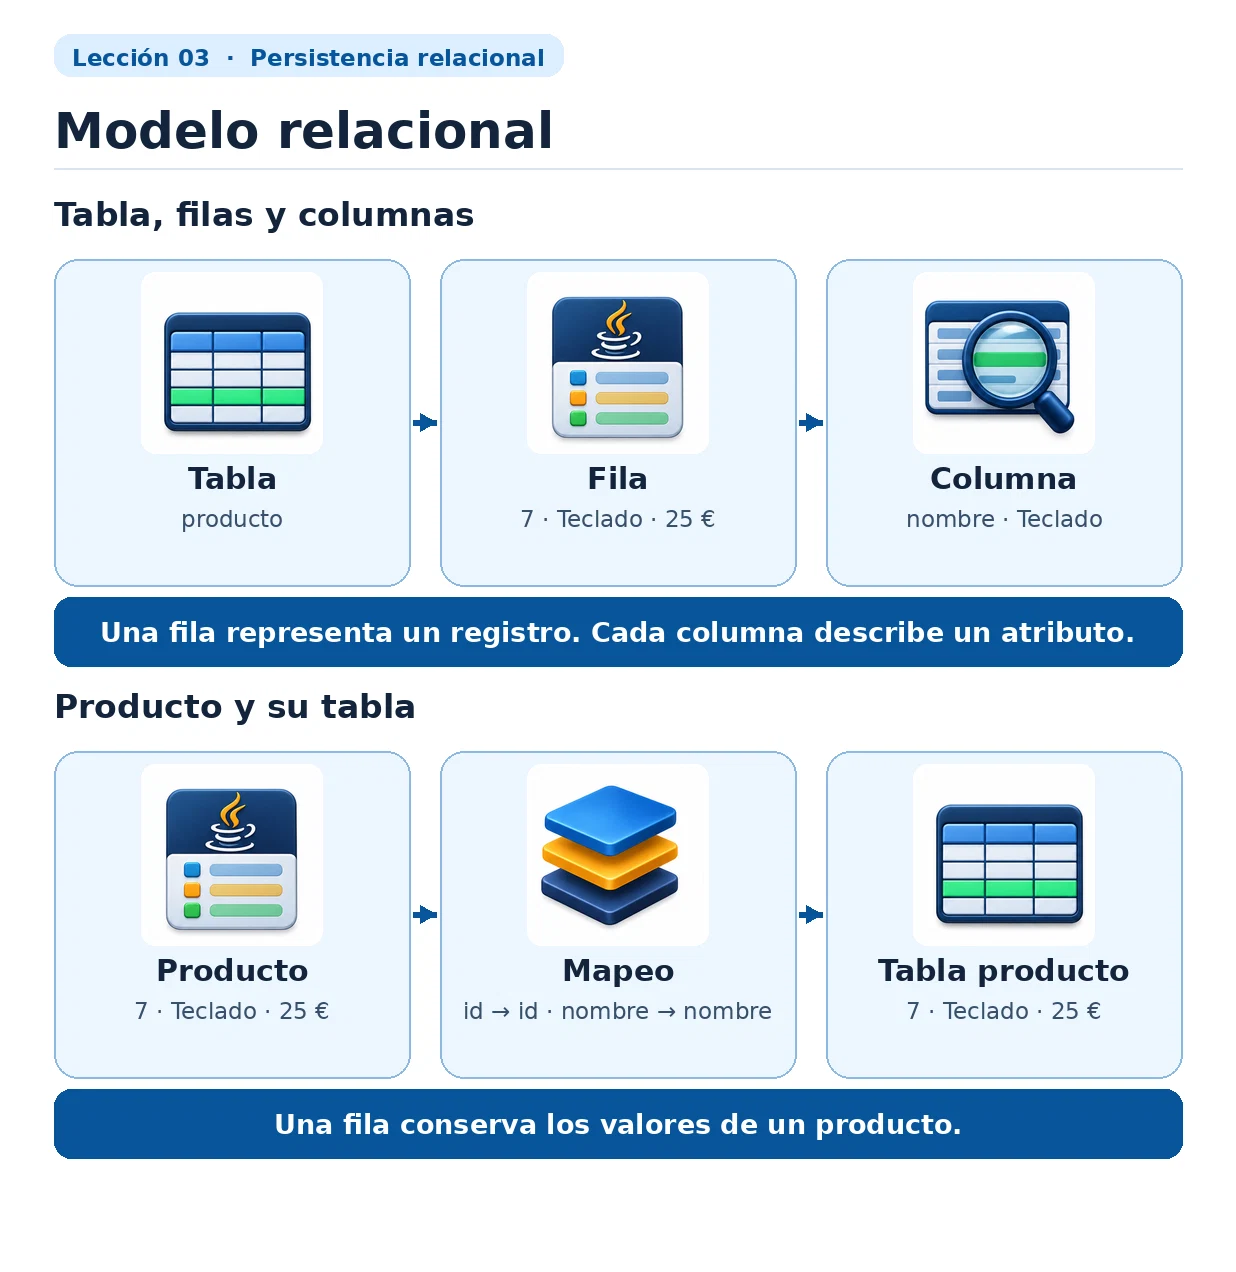 Lección 03 · Persistencia relacional
Modelo relacional
Tabla, filas y columnas
Tabla
producto
Fila
7 · Teclado · 25 €
Columna
nombre · Teclado
Una fila representa un registro. Cada columna describe un atributo.
Producto y su tabla
Producto
7 · Teclado · 25 €
Mapeo
id → id · nombre → nombre
Tabla producto
7 · Teclado · 25 €
Una fila conserva los valores de un producto.